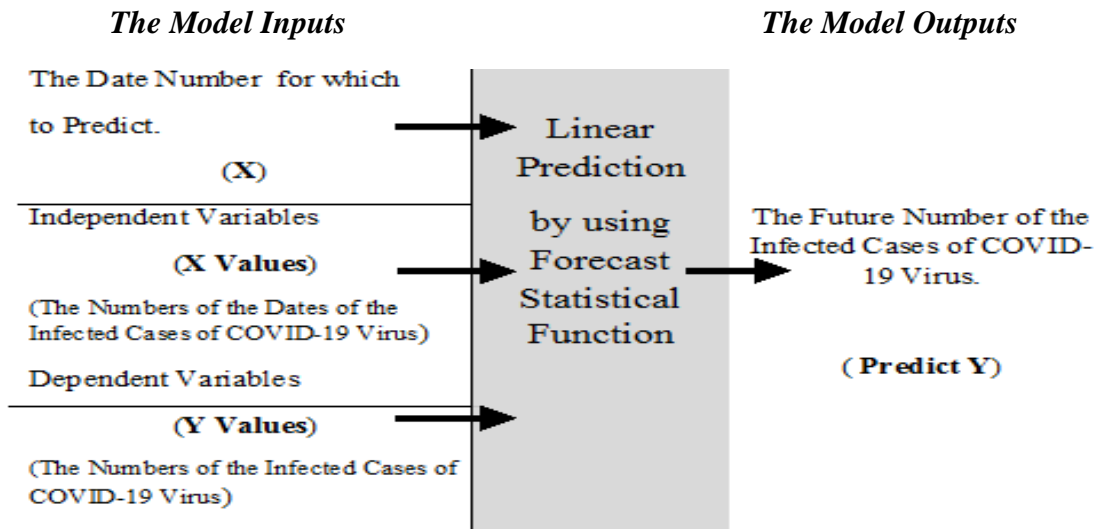 The Model Inputs
The Model Outputs
The Date Number for which
to Predict.
(X)
Independent Variables
(X Values)
(The Numbers of the Dates of the
Infected Cases of COVID-19 Virus)
Dependent Variables
(Y Values)
(The Numbers of the Infected Cases of
COVID-19 Virus)
Linear
Prediction
by using
Forecast
Statistical
Function
The Future Number of the
Infected Cases of COVID-
19 Virus.
( Predict Y)